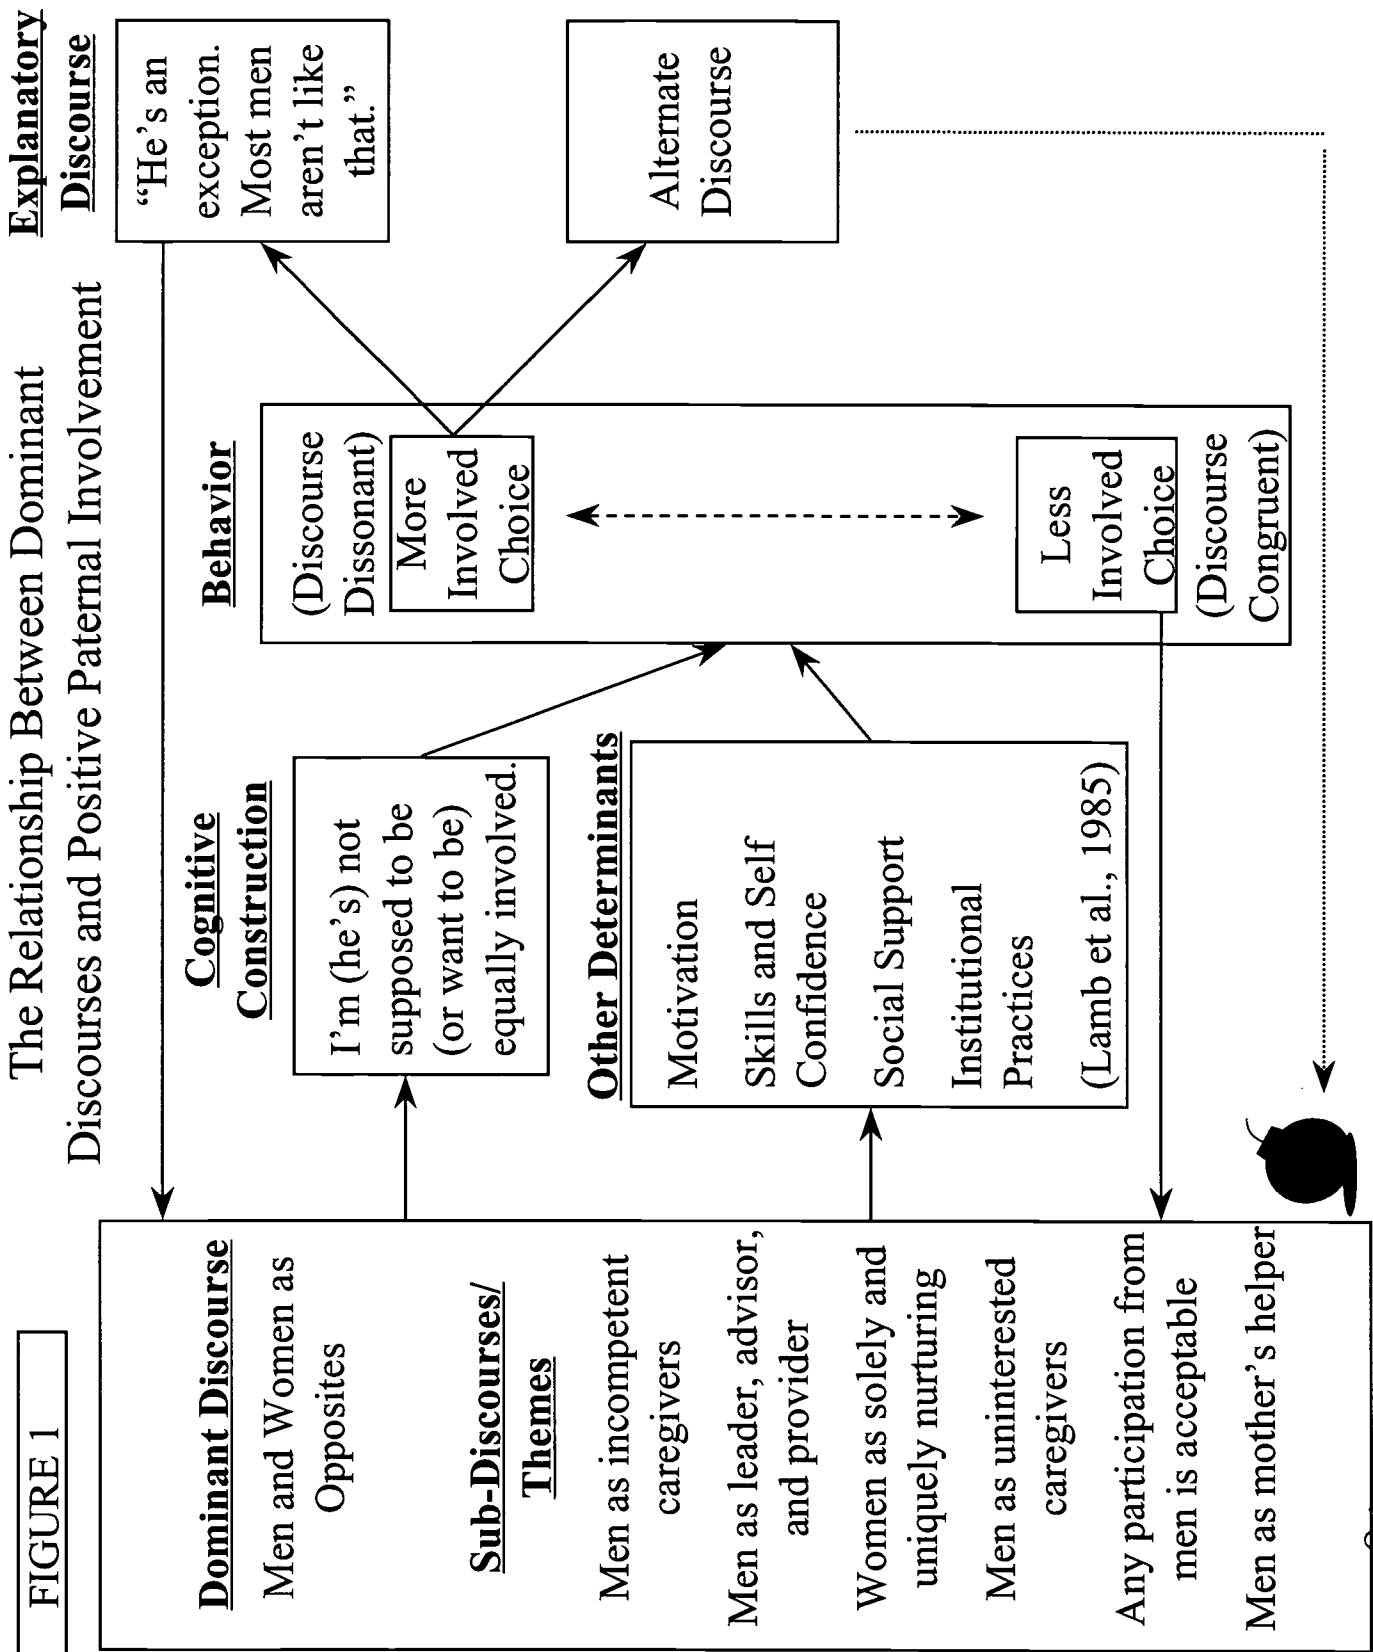 FIGURE 1
The Relationship Between Dominant
Discourses and Positive Paternal Involvement
Dominant Discourse
Men and Women as
Opposites
Sub-Discourses/
Themes
Men as incompetent
caregivers
Men as leader, advisor,
and provider
Women as solely and
uniquely nurturing
Men as uninterested
caregivers
Any participation from
men is acceptable
Men as mother's helper
Cognitive
Construction
I'm (he's) not
supposed to be
(or want to be)
equally involved.
Other Determinants
Motivation
Skills and Self
Confidence
Social Support
Institutional
Practices
(Lamb et al., 1985)
Behavior
(Discourse
Dissonant)
More
Involved
Choice
Less
Involved
Choice
(Discourse
Congruent)
Explanatory
Discourse
“He's an
exception.
Most men
aren't like
that.”
Alternate
Discourse